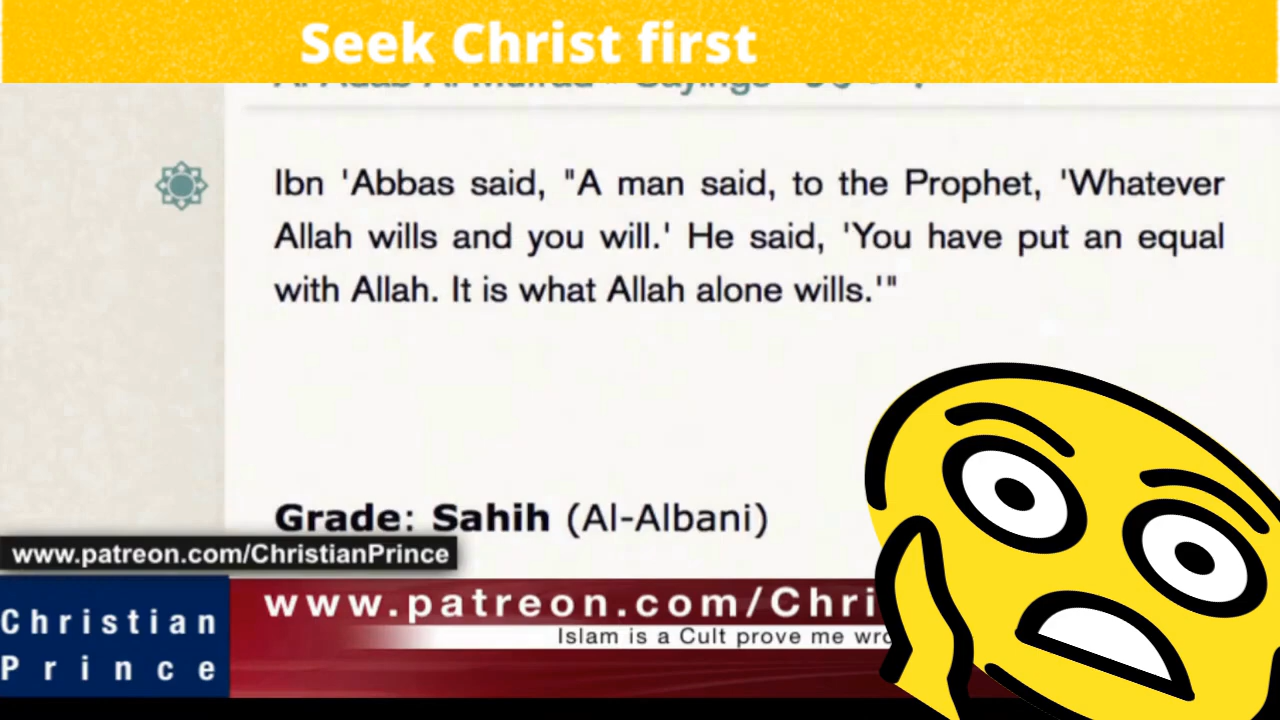 Seek Christ first
Ibn 'Abbas said, "A man said, to the Prophet, 'Whatever
Allah wills and you will.' He said, 'You have put an equal
with Allah. It is what Allah alone wills.'"
Grade: Sahih (Al-Albani)
www.patreon.com/ChristianPrince
www.patreon.com/Chri
Christian
Prince
Islam is a Cult prove me